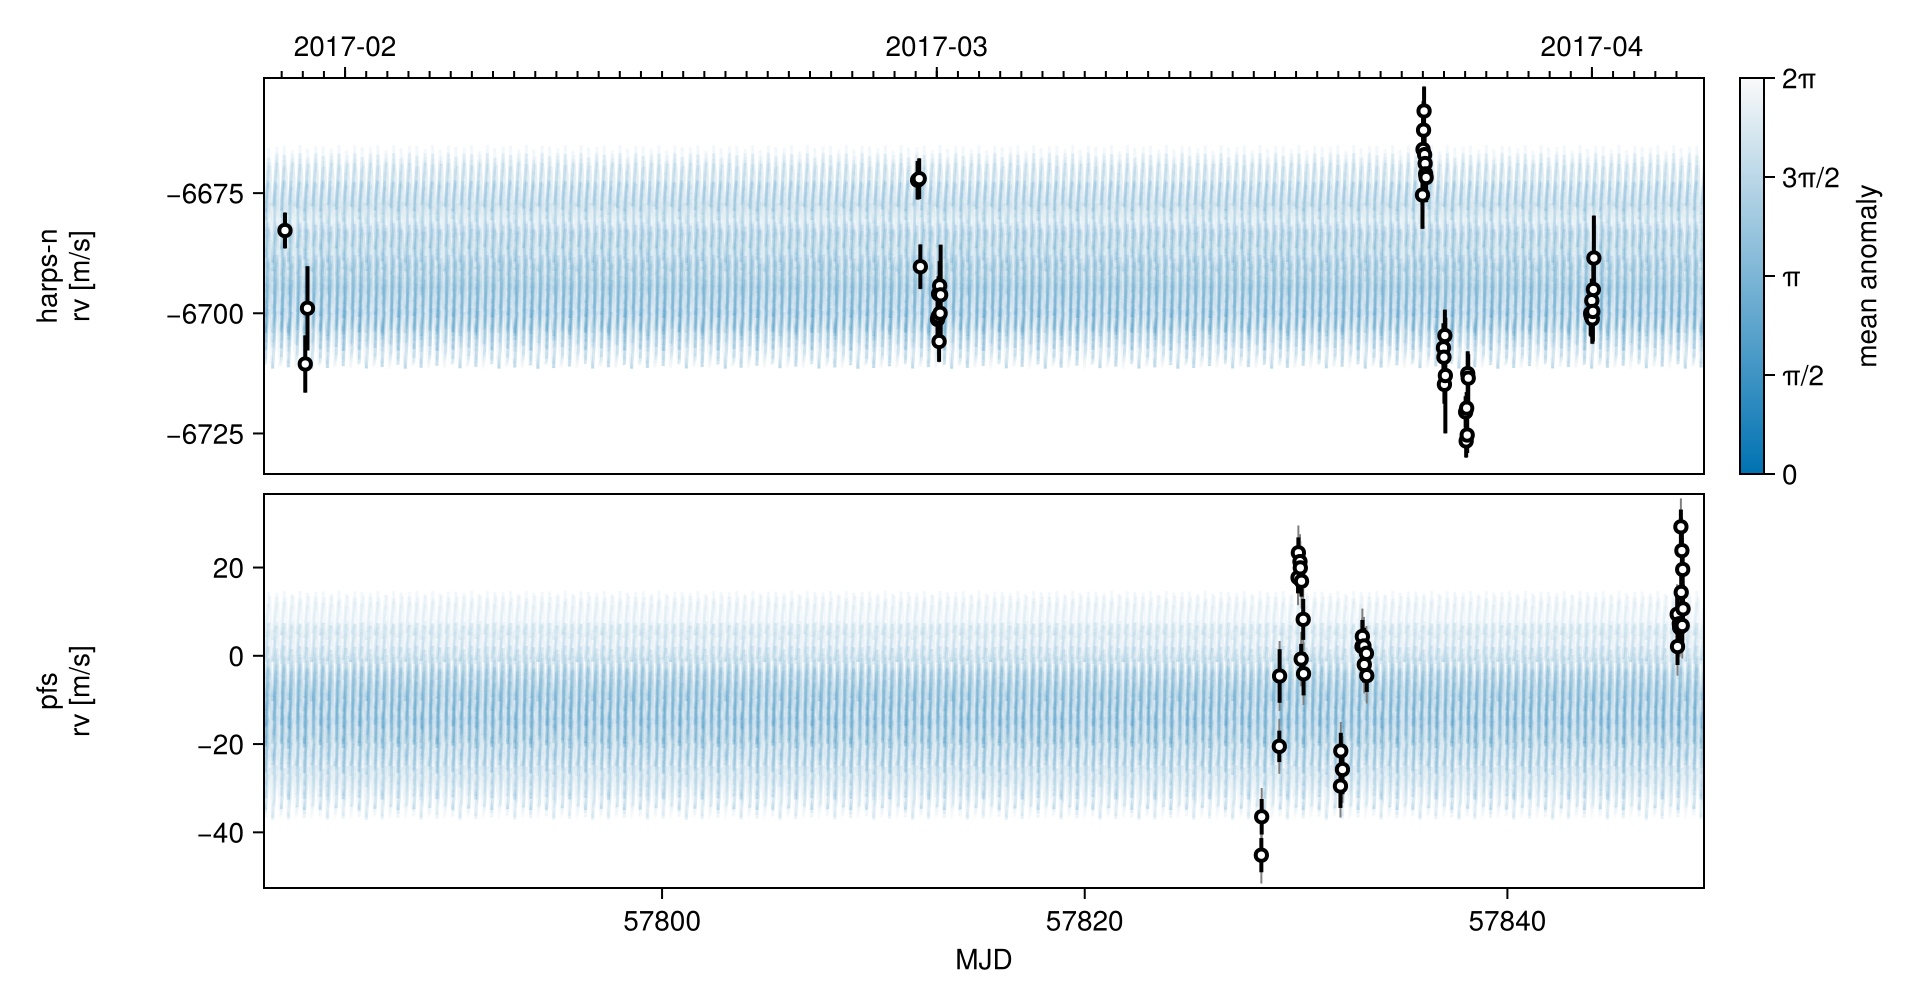 2017-02 2017-03 2017-04
harps-n
rv [m/s]
−6675
−6700
−6725
2π
3π/2
π
π/2
0
mean anomaly
pfs
rv [m/s]
20
0
−20
−40
57800 57820 57840
MJD